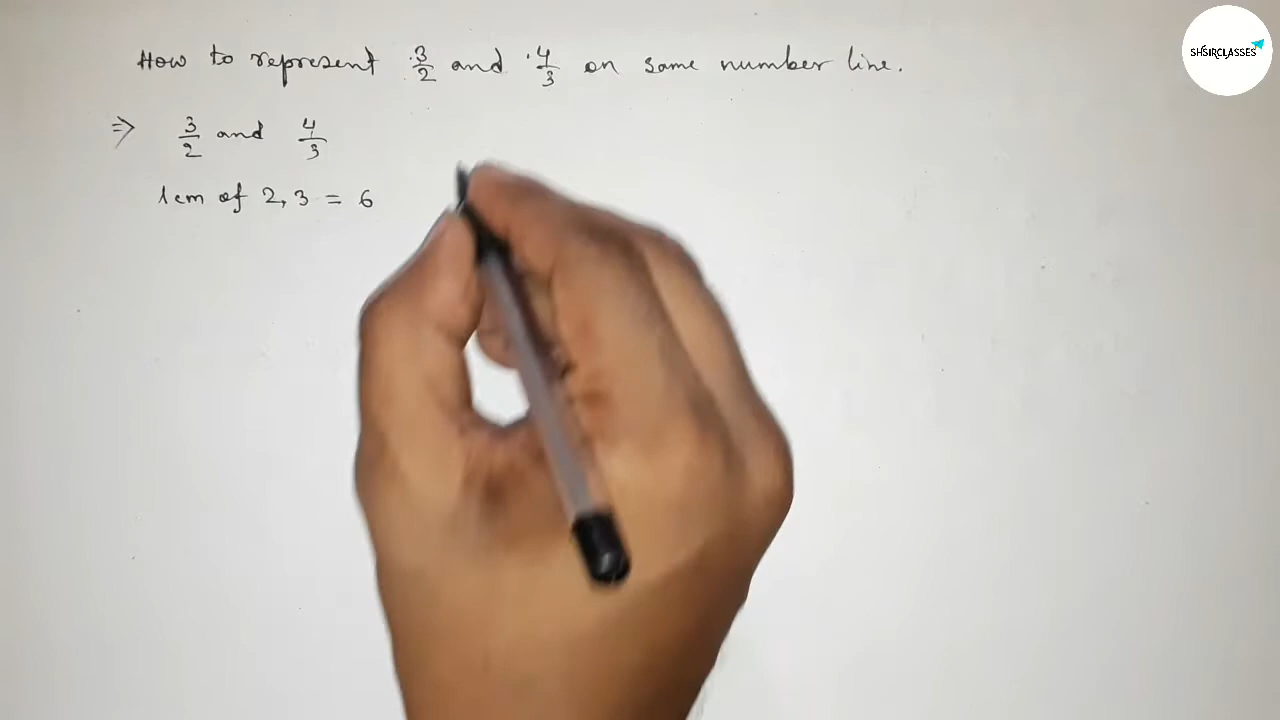 How to represent 3/2 and 4/3 on same number line.
SHSIRCLASSES
⇒ 3/2 and 4/3
lcm of 2, 3 = 6